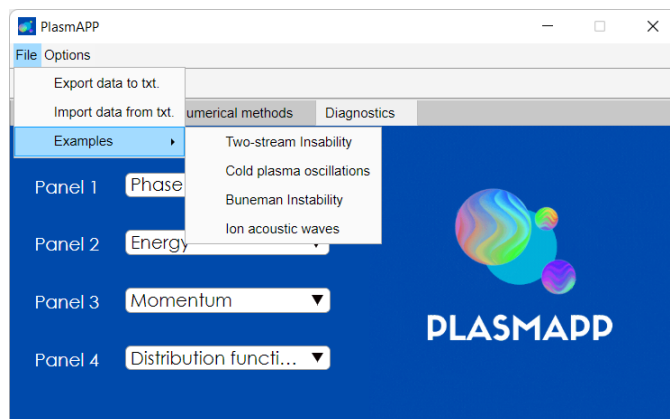 PlasmAPP
File Options
Export data to txt.
Import data from txt.
Examples
umerical methods Diagnostics
Two-stream Insability
Cold plasma oscillations
Buneman Instability
Ion acoustic waves
Panel 1 Phase
Panel 2 Energy
Panel 3 Momentum
Panel 4 Distribution functi...
PLASMAPP